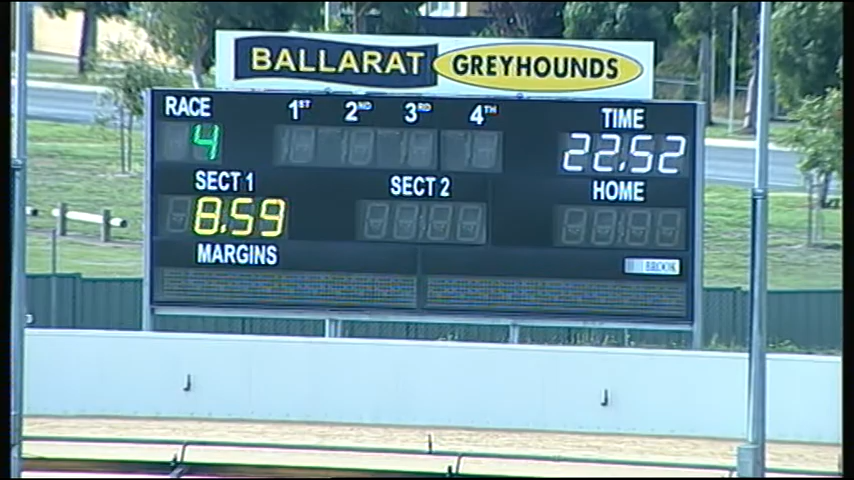 BALLARAT GREYHOUNDS
RACE 1ST 2ND 3RD 4TH TIME
4 22.52
SECT 1 SECT 2 HOME
8.59
MARGINS
BROOK